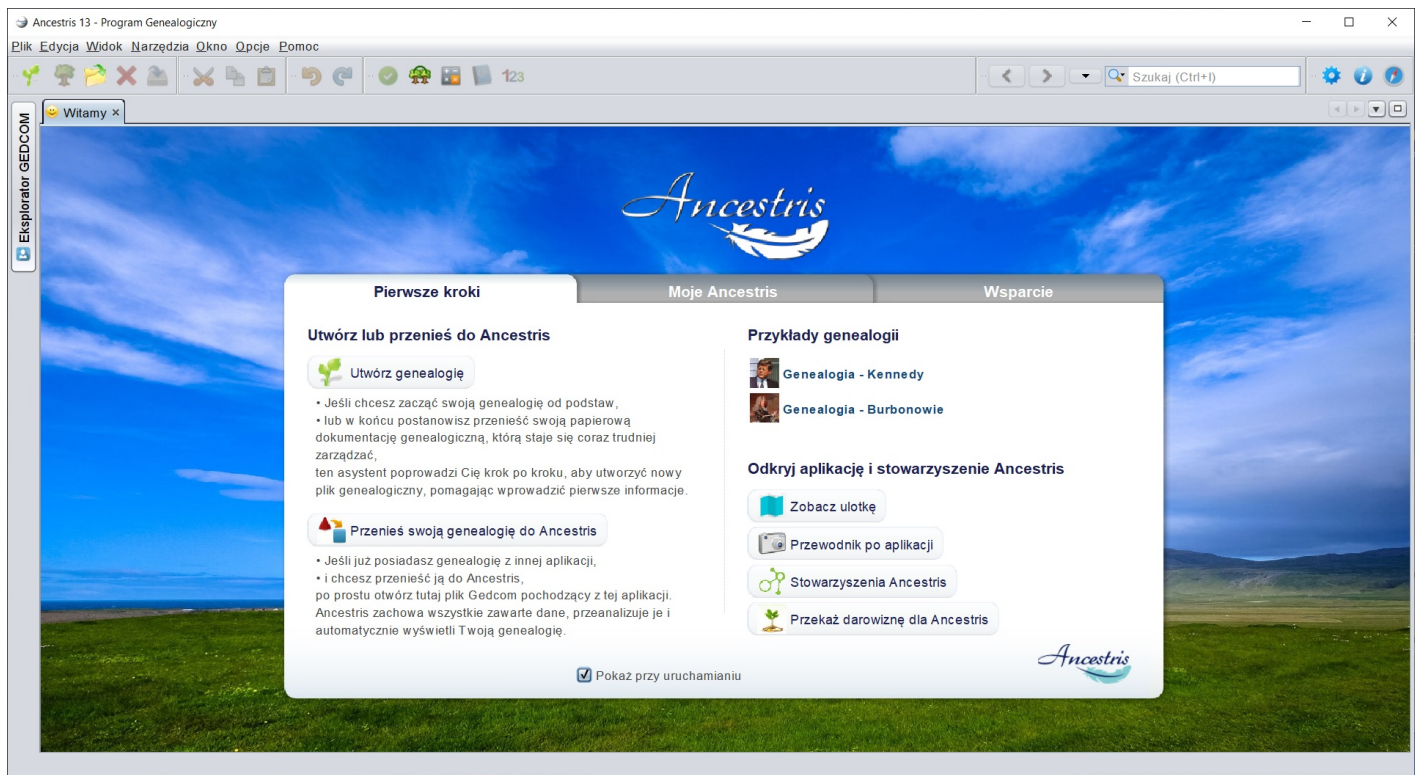 Ancestris 13 - Program Genealogiczny
Plik Edycja Widok Narzędzia Okno Opcje Pomoc
123
Szukaj (Ctrl+I)
Eksplorator GEDCOM
Witamy ×
Ancestris
Pierwsze kroki
Moje Ancestris
Wsparcie
Utwórz lub przenieś do Ancestris
Utwórz genealogię
• Jeśli chcesz zacząć swoją genealogię od podstaw,
• lub w końcu postanowisz przenieść swoją papierową
dokumentację genealogiczną, którą staje się coraz trudniej
zarządzać,
ten asystent poprowadzi Cię krok po kroku, aby utworzyć nowy
plik genealogiczny, pomagając wprowadzić pierwsze informacje.
Przenieś swoją genealogię do Ancestris
• Jeśli już posiadasz genealogię z innej aplikacji,
• i chcesz przenieść ją do Ancestris,
po prostu otwórz tutaj plik Gedcom pochodzący z tej aplikacji.
Ancestris zachowa wszystkie zawarte dane, przeanalizuje je i
automatycznie wyświetli Twoją genealogię.
Przykłady genealogii
Genealogia - Kennedy
Genealogia - Burbonowie
Odkryj aplikację i stowarzyszenie Ancestris
Zobacz ulotkę
Przewodnik po aplikacji
Stowarzyszenia Ancestris
Przekaż darowiznę dla Ancestris
Ancestris
Pokaż przy uruchamianiu